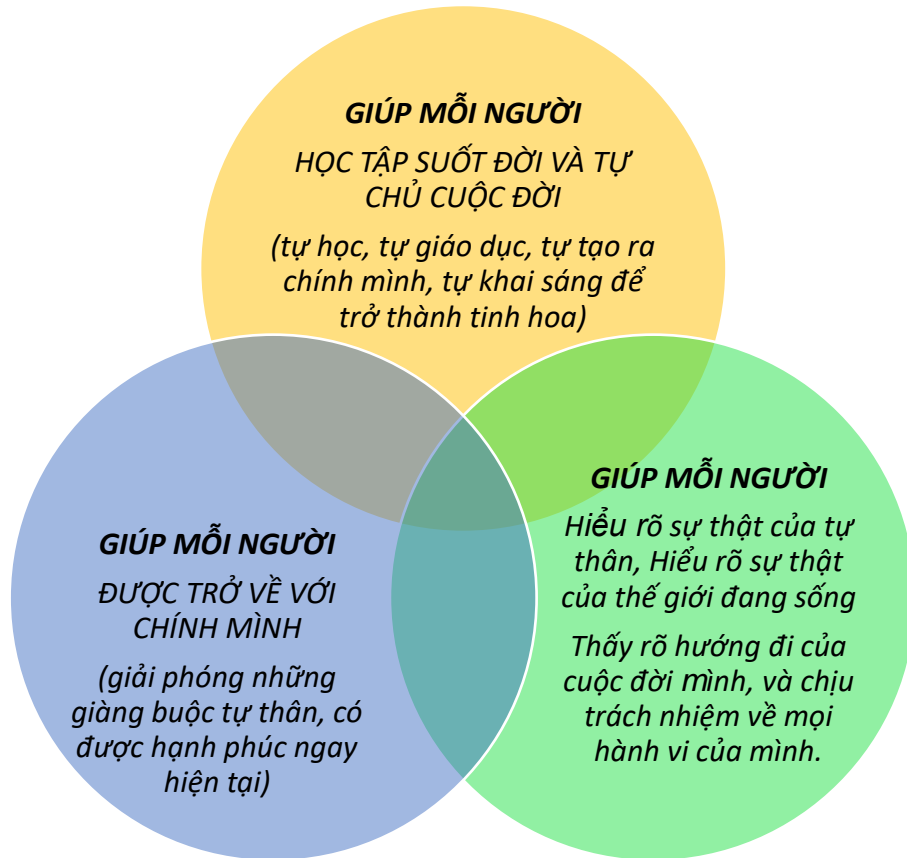 GIÚP MỖI NGƯỜI
HỌC TẬP SUỐT ĐỜI VÀ TỰ
CHỦ CUỘC ĐỜI
(tự học, tự giáo dục, tự tạo ra
chính mình, tự khai sáng để
trở thành tinh hoa)
GIÚP MỖI NGƯỜI
ĐƯỢC TRỞ VỀ VỚI
CHÍNH MÌNH
(giải phóng những
giàng buộc tự thân, có
được hạnh phúc ngay
hiện tại)
GIÚP MỖI NGƯỜI
Hiểu rõ sự thật của tự
thân, Hiểu rõ sự thật
của thế giới đang sống
Thấy rõ hướng đi của
cuộc đời mình, và chịu
trách nhiệm về mọi
hành vi của mình.